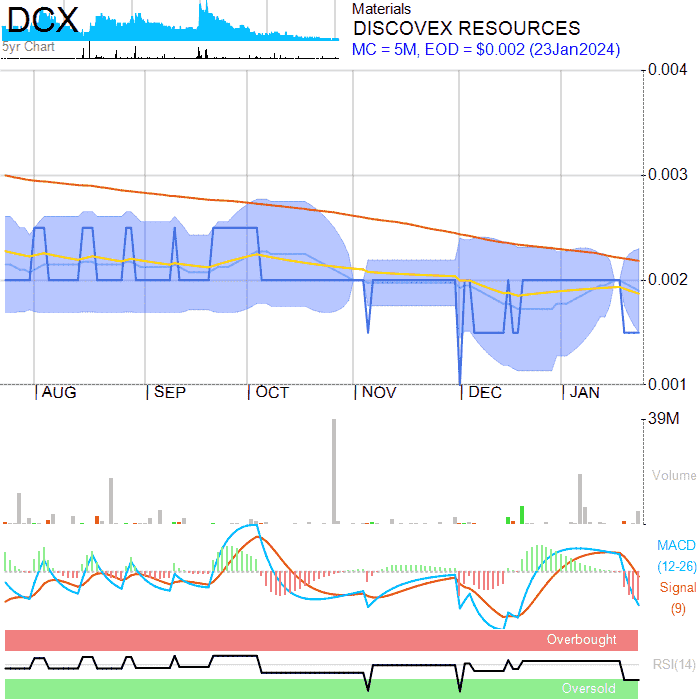 DCX
5yr Chart
Materials
DISCOVEX RESOURCES
MC = 5M, EOD = $0.002 (23Jan2024)
0.004
0.003
0.002
0.001
AUG
SEP
OCT
NOV
DEC
JAN
39M
Volume
MACD
(12-26)
Signal
(9)
Overbought
RSI(14)
Oversold